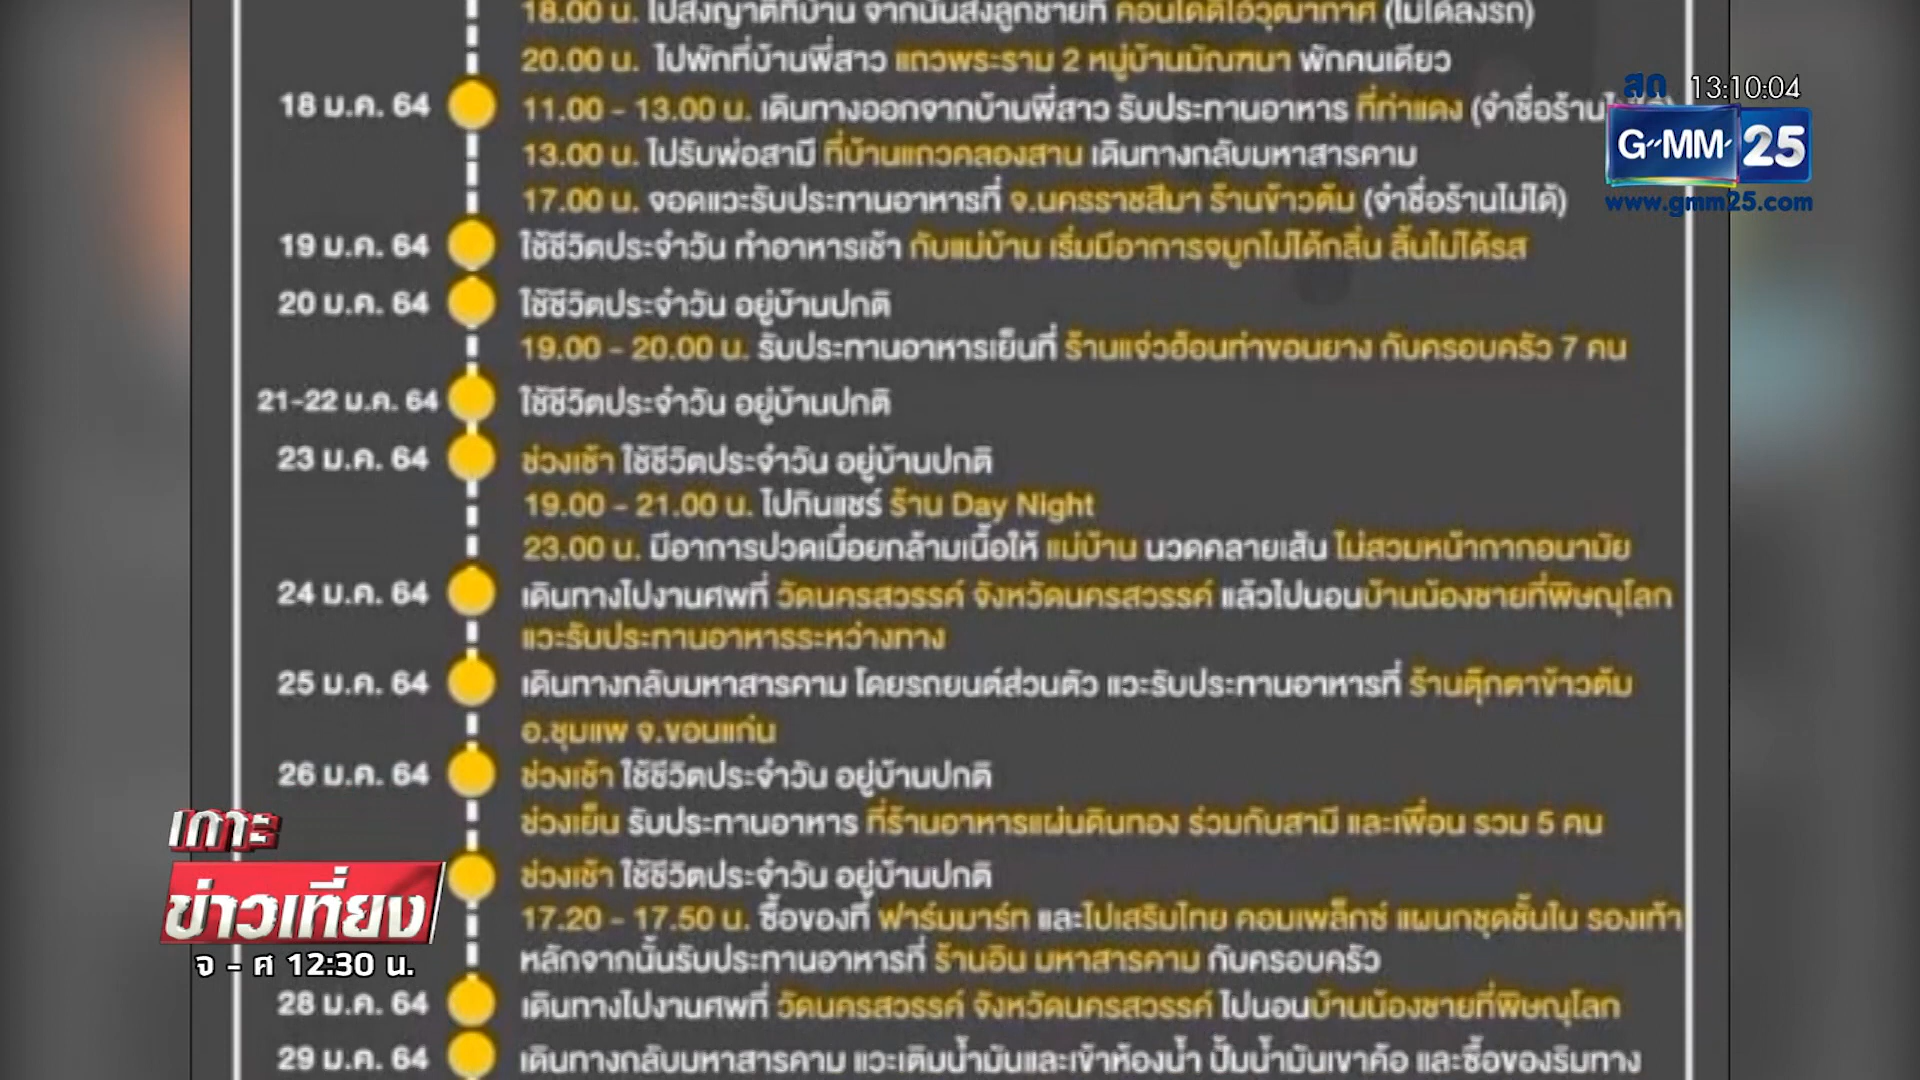 18.00 น. ไปส่งญาติที่บ้าน จากนั้นส่งลูกชายที่ คอนโดดิไอวุฒากาศ (ไม่ได้ลงรถ)
20.00 น. ไปพักที่บ้านพี่สาว แถวพระราม 2 หมู่บ้านมัณฑนา พักคนเดียว
สด 13:10:04
18 ม.ค. 64 11.00 - 13.00 น. เดินทางออกจากบ้านพี่สาว รับประทานอาหาร ที่ท่าแดง (จำชื่อร้าน
GMM 25
13.00 น. ไปรับพ่อสามี ที่บ้านแถวคลองสาน เดินทางกลับมหาสารคาม
17.00 น. จอดแวะรับประทานอาหารที่ จ.นครราชสีมา ร้านข้าวต้ม (จำชื่อร้านไม่ได้)
www.gmm25.com
19 ม.ค. 64 ใช้ชีวิตประจำวัน ทำอาหารเช้า กับแม่บ้าน เริ่มมีอาการจมูกไม่ได้กลิ่น ลิ้นไม่ได้รส
20 ม.ค. 64 ใช้ชีวิตประจำวัน อยู่บ้านปกติ
19.00 - 20.00 น. รับประทานอาหารเย็นที่ ร้านแจ่วฮ้อนท่าขอนยาง กับครอบครัว 7 คน
21-22 ม.ค. 64 ใช้ชีวิตประจำวัน อยู่บ้านปกติ
23 ม.ค. 64 ช่วงเช้า ใช้ชีวิตประจำวัน อยู่บ้านปกติ
19.00 - 21.00 น. ไปกินแชร์ ร้าน Day Night
23.00 น. มีอาการปวดเมื่อยกล้ามเนื้อให้ แม่บ้าน นวดคลายเส้น ไม่สวมหน้ากากอนามัย
24 ม.ค. 64 เดินทางไปงานศพที่ วัดนครสวรรค์ จังหวัดนครสวรรค์ แล้วไปนอนบ้านน้องชายที่พิษณุโลก
แวะรับประทานอาหารระหว่างทาง
25 ม.ค. 64 เดินทางกลับมหาสารคาม โดยรถยนต์ส่วนตัว แวะรับประทานอาหารที่ ร้านตุ๊กตาข้าวต้ม
อ.ชุมแพ จ.ขอนแก่น
26 ม.ค. 64 ช่วงเช้า ใช้ชีวิตประจำวัน อยู่บ้านปกติ
ช่วงเย็น รับประทานอาหาร ที่ร้านอาหารแผ่นดินทอง ร่วมกับสามี และเพื่อน รวม 5 คน
เกาะ
ข่าวเที่ยง
จ - ศ 12:30 น.
ช่วงเช้า ใช้ชีวิตประจำวัน อยู่บ้านปกติ
17.20 - 17.50 น. ซื้อของที่ ฟาร์มมาร์ท และไปเสริมไทย คอมเพล็กซ์ แผนกชุดชั้นใน รองเท้า
หลักจากนั้นรับประทานอาหารที่ ร้านอิน มหาสารคาม กับครอบครัว
28 ม.ค. 64 เดินทางไปงานศพที่ วัดนครสวรรค์ จังหวัดนครสวรรค์ ไปนอนบ้านน้องชายที่พิษณุโลก
29 ม.ค. 64 เดินทางกลับมหาสารคาม แวะเติมน้ำมันและเข้าห้องน้ำ ปั้มน้ำมันเขาค้อ และซื้อของริมทาง